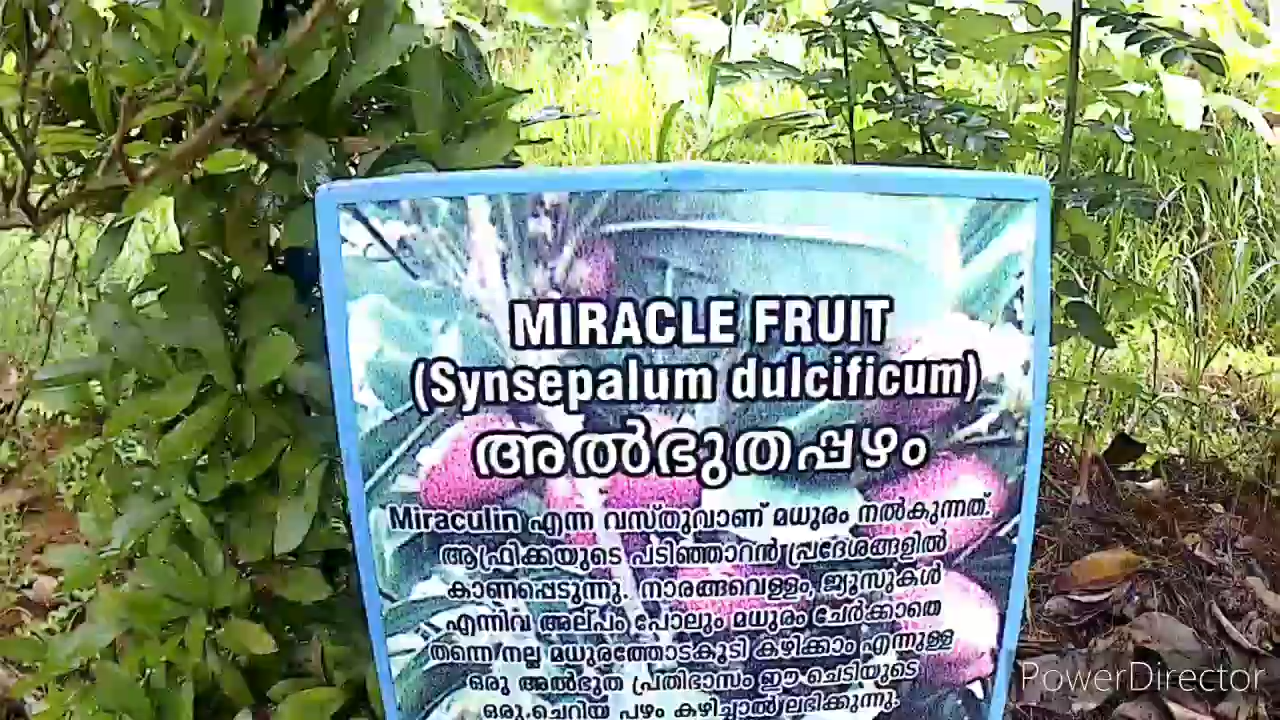 MIRACLE FRUIT
(Synsepalum dulcificum)
അൽഭുതപ്പഴം
Miraculin എന്ന വസ്തുവാണ് മധുരം നൽകുന്നത്.
ആഫ്രിക്കയുടെ പടിഞ്ഞാറൻ പ്രദേശങ്ങളിൽ
കാണപ്പെടുന്നു. നാരങ്ങവെള്ളം, ജ്യൂസുകൾ
എന്നിവ അല്പം പോലും മധുരം ചേർക്കാതെ
തന്നെ നല്ല മധുരത്തോടുകൂടി കഴിക്കാം എന്നുള്ള
ഒരു അൽഭുത പ്രതിഭാസം ഈ ചെടിയുടെ
ഒരു ചെറിയ പഴം കഴിച്ചാൽ ലഭിക്കുന്നു.
PowerDirector